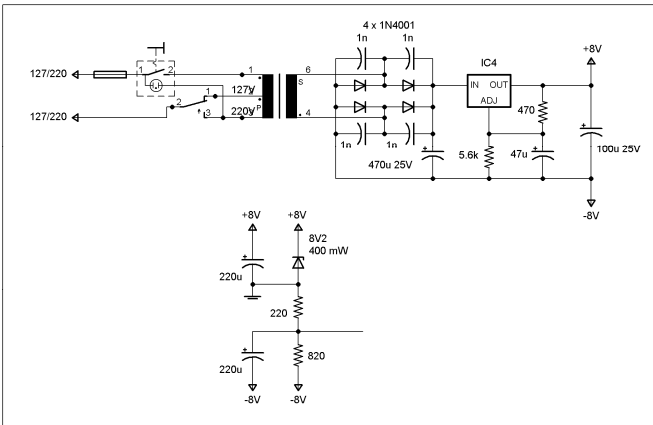 4 x 1N4001
1n 1n
IC4
+8V
127/220
1 2
1
6
IN OUT
ADJ
127V
S
P
470
2
1
127/220
3
220V
4
1n 1n
470u 25V
5.6k
47u
100u 25V
-8V
+8V +8V
8V2
400 mW
220u
220
820
220u
-8V -8V